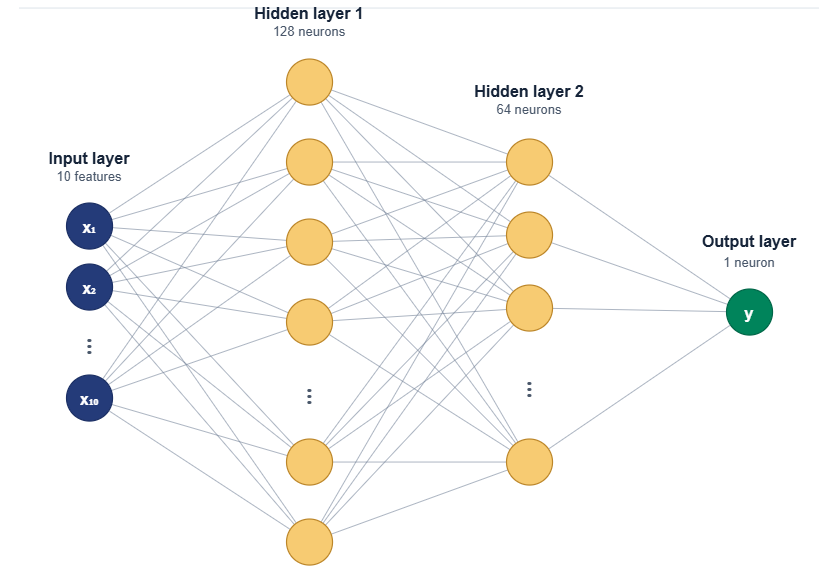 Hidden layer 1
128 neurons
Hidden layer 2
64 neurons
Input layer
10 features
x₁
x₂
x₁₀
Output layer
1 neuron
y